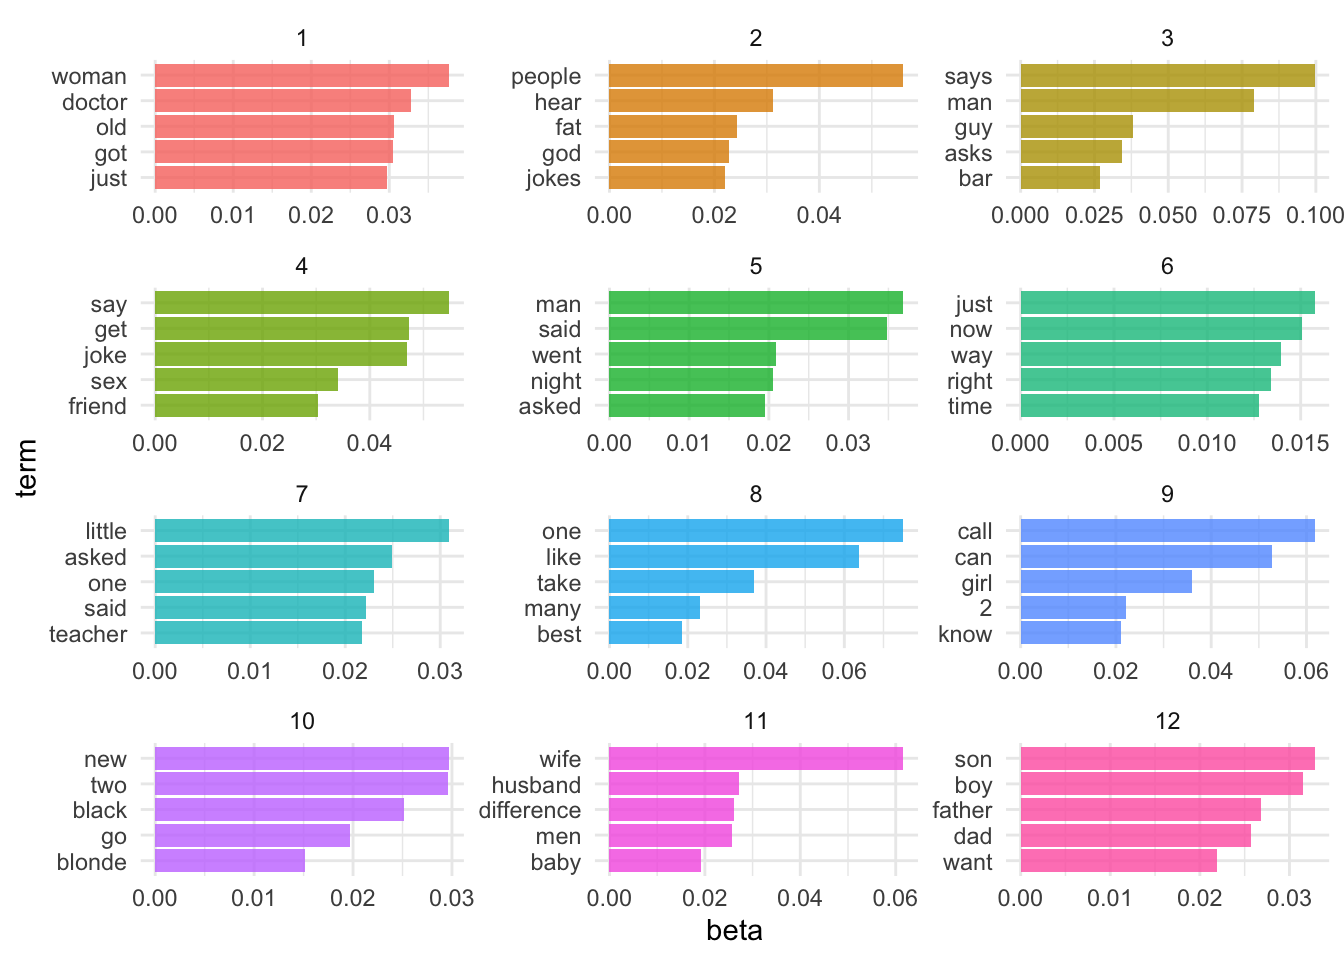 1
woman
doctor
old
got
just
0.00 0.01 0.02 0.03
2
people
hear
fat
god
jokes
0.00 0.02 0.04
3
says
man
guy
asks
bar
0.000 0.025 0.050 0.075 0.100
4
say
get
joke
sex
friend
0.00 0.02 0.04
5
man
said
went
night
asked
0.00 0.01 0.02 0.03
6
just
now
way
right
time
0.000 0.005 0.010 0.015
7
little
asked
one
said
teacher
0.00 0.01 0.02 0.03
8
one
like
take
many
best
0.00 0.02 0.04 0.06
9
call
can
girl
2
know
0.00 0.02 0.04 0.06
10
new
two
black
go
blonde
0.00 0.01 0.02 0.03
11
wife
husband
difference
men
baby
0.00 0.02 0.04 0.06
12
son
boy
father
dad
want
0.00 0.01 0.02 0.03
term
beta